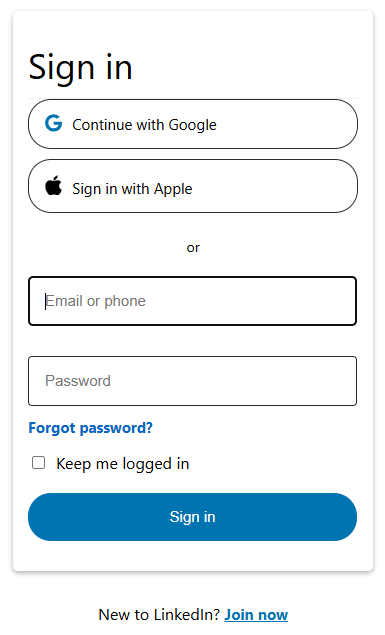 Sign in
Continue with Google
Sign in with Apple
or
Email or phone
Password
Forgot password?
Keep me logged in
Sign in
New to LinkedIn? Join now